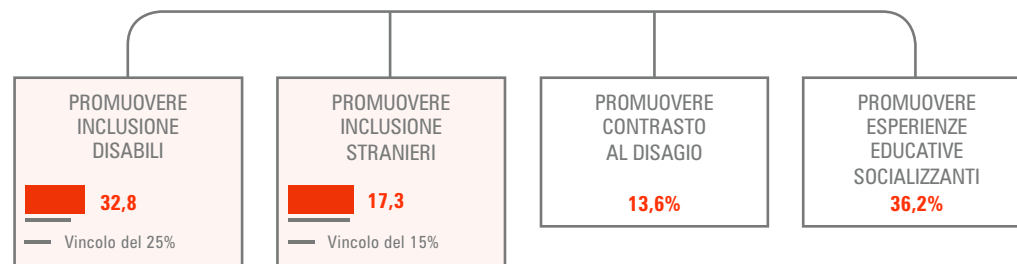 PROMUOVERE
INCLUSIONE
DISABILI
32,8
Vincolo del 25%
PROMUOVERE
INCLUSIONE
STRANIERI
17,3
Vincolo del 15%
PROMUOVERE
CONTRASTO
AL DISAGIO
13,6%
PROMUOVERE
ESPERIENZE
EDUCATIVE
SOCIALIZZANTI
36,2%